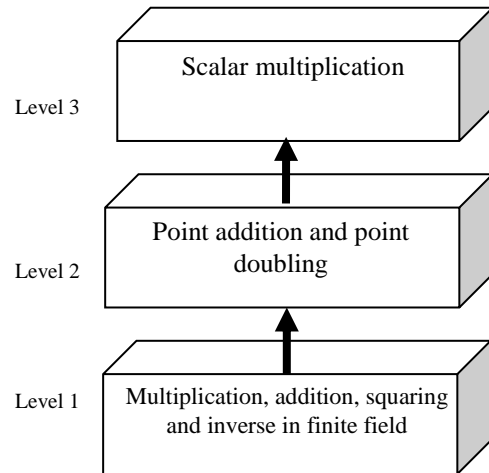 Scalar multiplication
Level 3
Point addition and point
doubling
Level 2
Multiplication, addition, squaring
and inverse in finite field
Level 1